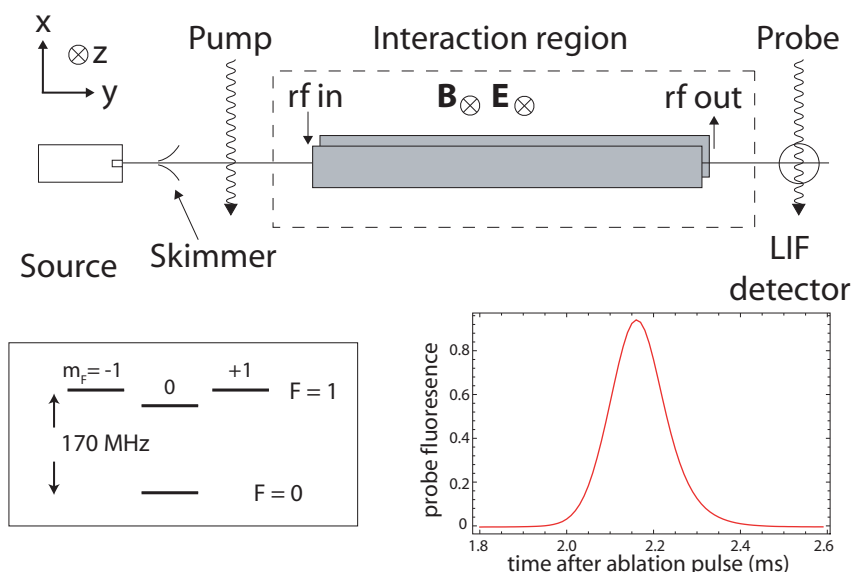 x
⊗ z
y
Pump
Interaction region
Probe
rf in
B⊗ E⊗
rf out
Source
Skimmer
LIF
detector
m_F= -1
0
+1
F = 1
170 MHz
F = 0
probe fluoresence
0.8
0.6
0.4
0.2
0
1.8 2.0 2.2 2.4 2.6
time after ablation pulse (ms)